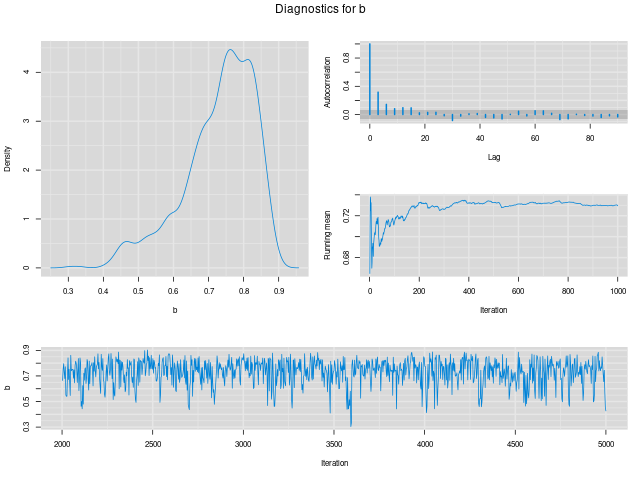 Diagnostics for b
Density
0 1 2 3 4
0.3 0.4 0.5 0.6 0.7 0.8 0.9
b
Autocorrelation
0.0 0.4 0.8
0 20 40 60 80
Lag
Running mean
0.68 0.72
0 200 400 600 800 1000
Iteration
b
0.3 0.5 0.7 0.9
2000 2500 3000 3500 4000 4500 5000
Iteration